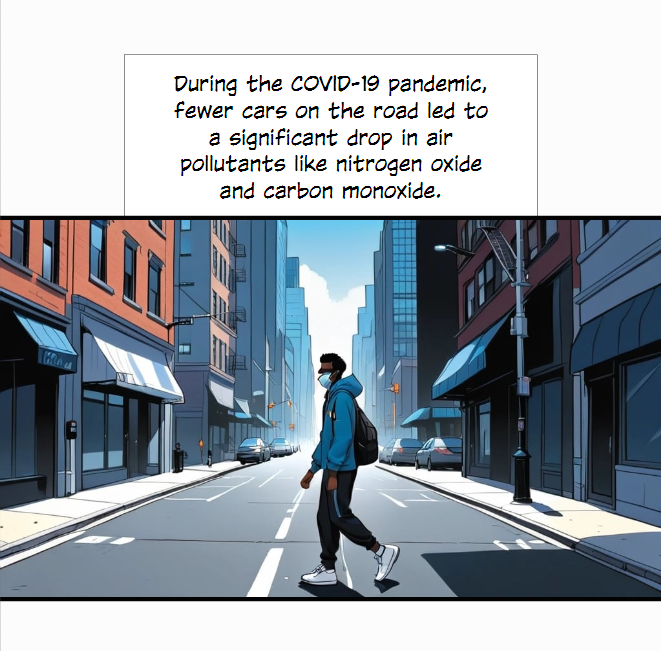 During the COVID-19 pandemic,
fewer cars on the road led to
a significant drop in air
pollutants like nitrogen oxide
and carbon monoxide.